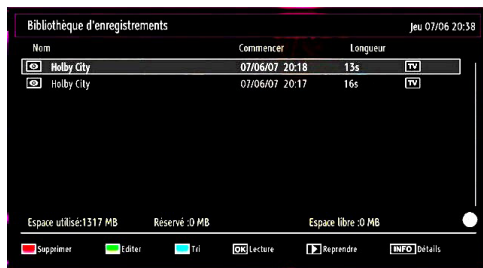 Bibliothèque d'enregistrements Jeu 07/06 20:38
Nom Commencer Longueur
Holby City 07/06/07 20:18 13s TV
Holby City 07/06/07 20:17 16s TV
Espace utilisé:1317 MB Réservé :0 MB Espace libre :0 MB
Supprimer Editer Tri OK Lecture Reprendre INFO Détails